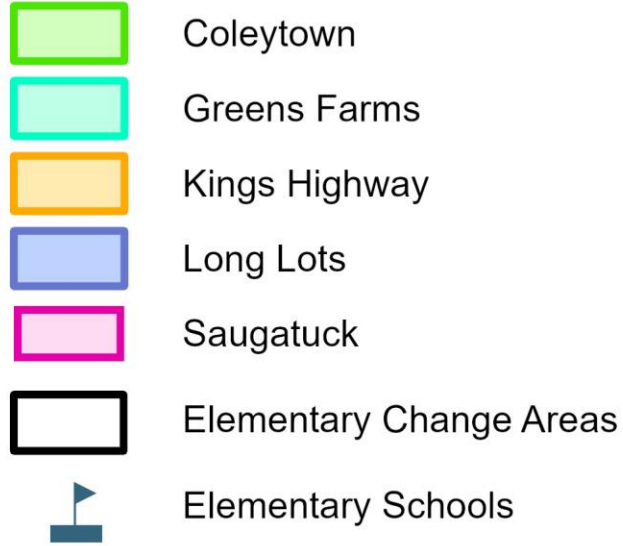 Coleytown
Greens Farms
Kings Highway
Long Lots
Saugatuck
Elementary Change Areas
Elementary Schools